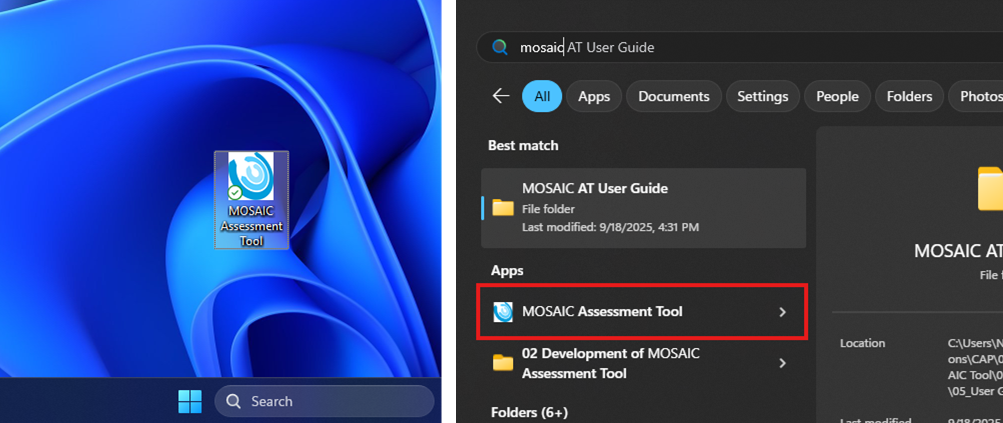 MOSAIC
Assessment
Tool
Search
mosaic AT User Guide
All
Apps
Documents
Settings
People
Folders
Photos
Best match
MOSAIC AT User Guide
File folder
Last modified: 9/18/2025, 4:31 PM
Apps
MOSAIC Assessment Tool
02 Development of MOSAIC
Assessment Tool
Folders (6+)
MOSAIC AT
File
Location
C:\Users\N
ons\CAP\0
AIC Tool\0
\05_User G
Last modified
9/18/2025